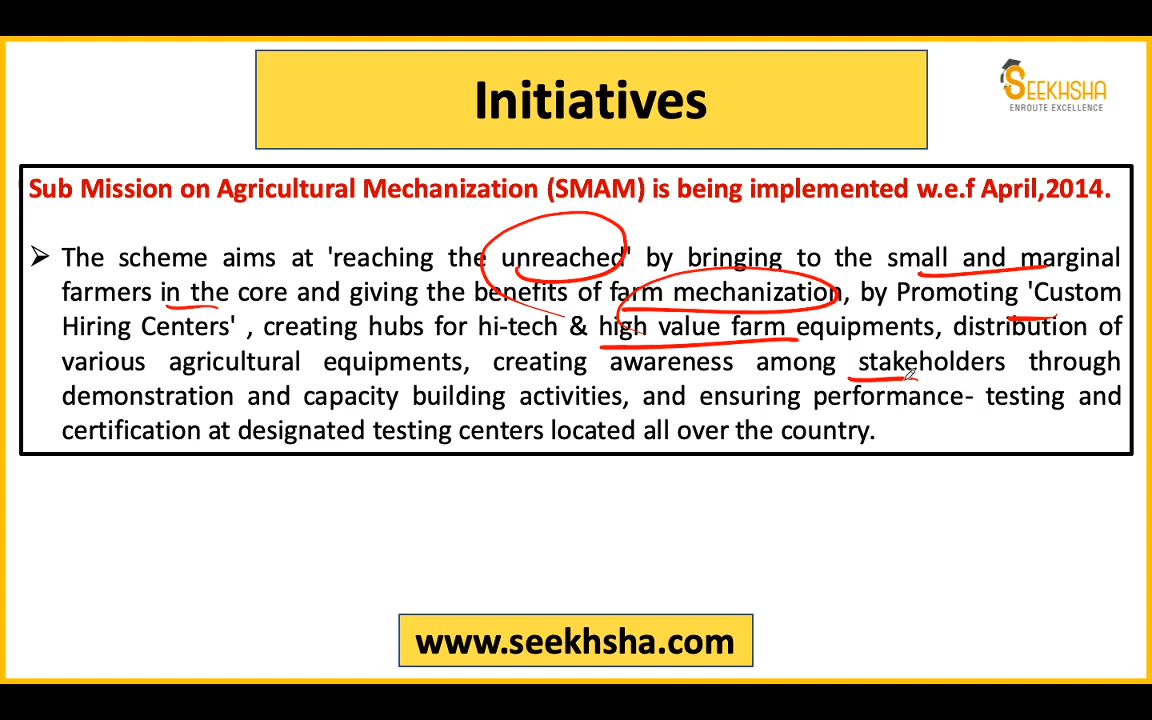 Initiatives
SEEKHSHA
ENROUTE EXCELLENCE
Sub Mission on Agricultural Mechanization (SMAM) is being implemented w.e.f April,2014.
➢ The scheme aims at 'reaching the unreached' by bringing to the small and marginal
farmers in the core and giving the benefits of farm mechanization, by Promoting 'Custom
Hiring Centers' , creating hubs for hi-tech & high value farm equipments, distribution of
various agricultural equipments, creating awareness among stakeholders through
demonstration and capacity building activities, and ensuring performance- testing and
certification at designated testing centers located all over the country.
www.seekhsha.com